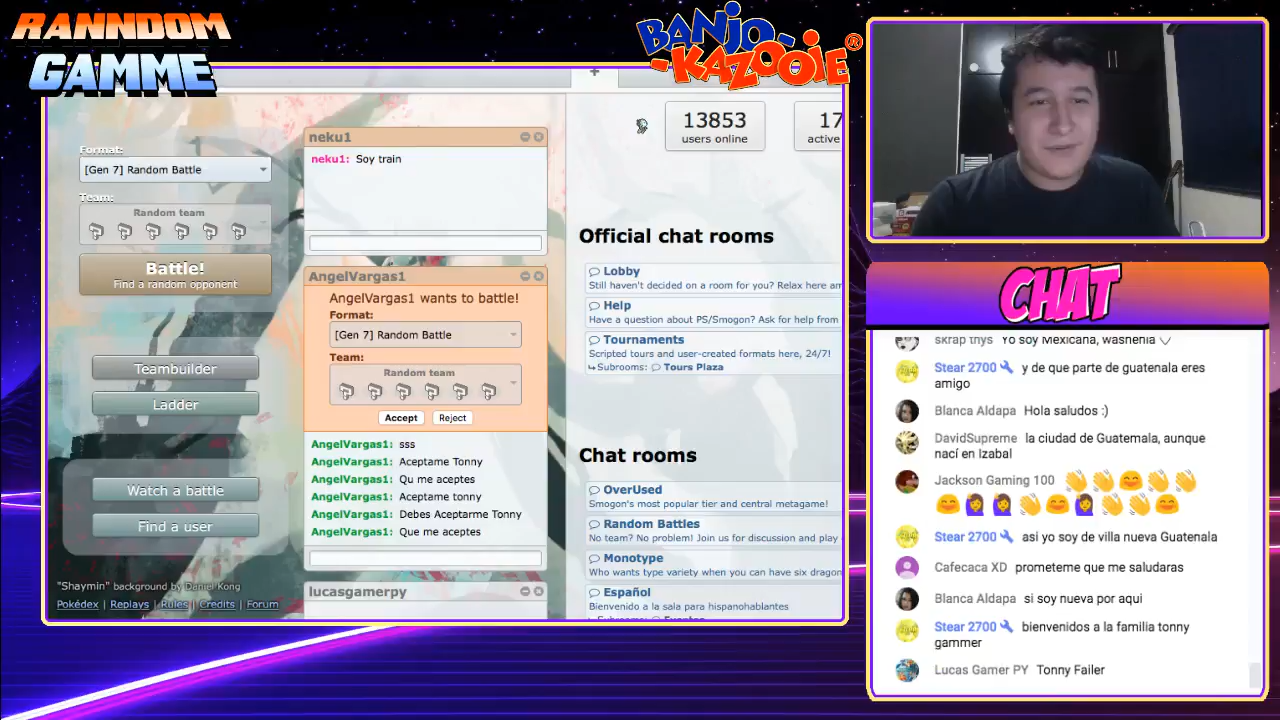 RANNDOM
GAMME
BANJO-
KAZOOIE®
+
Format:
[Gen 7] Random Battle
Team:
Random team
Battle!
Find a random opponent
Teambuilder
Ladder
Watch a battle
Find a user
"Shaymin" background by Daniel Kong
Pokédex | Replays | Rules | Credits | Forum
neku1
neku1: Soy train
AngelVargas1
AngelVargas1 wants to battle!
Format:
[Gen 7] Random Battle
Team:
Random team
Accept Reject
AngelVargas1: sss
AngelVargas1: Aceptame Tonny
AngelVargas1: Qu me aceptes
AngelVargas1: Aceptame tonny
AngelVargas1: Debes Aceptarme Tonny
AngelVargas1: Que me aceptes
lucasgamerpy
13853
users online
17
active
Official chat rooms
Lobby
Still haven't decided on a room for you? Relax here am
Help
Have a question about PS/Smogon? Ask for help from
Tournaments
Scripted tours and user-created formats here, 24/7!
Subrooms: Tours Plaza
Chat rooms
OverUsed
Smogon's most popular tier and central metagame!
Random Battles
No team? No problem! Join us for discussion and play
Monotype
Who wants type variety when you can have six dragon
Español
Bienvenido a la sala para hispanohablantes
CHAT
skrap thys Yo soy Mexicana, washenla
Stear 2700 y de que parte de guatenala eres
amigo
Blanca Aldapa Hola saludos :)
DavidSupreme la ciudad de Guatemala, aunque
nací en Izabal
Jackson Gaming 100
Stear 2700 asi yo soy de villa nueva Guatenala
Cafecaca XD prometeme que me saludaras
Blanca Aldapa si soy nueva por aqui
Stear 2700 bienvenidos a la familia tonny
gammer
Lucas Gamer PY Tonny Failer